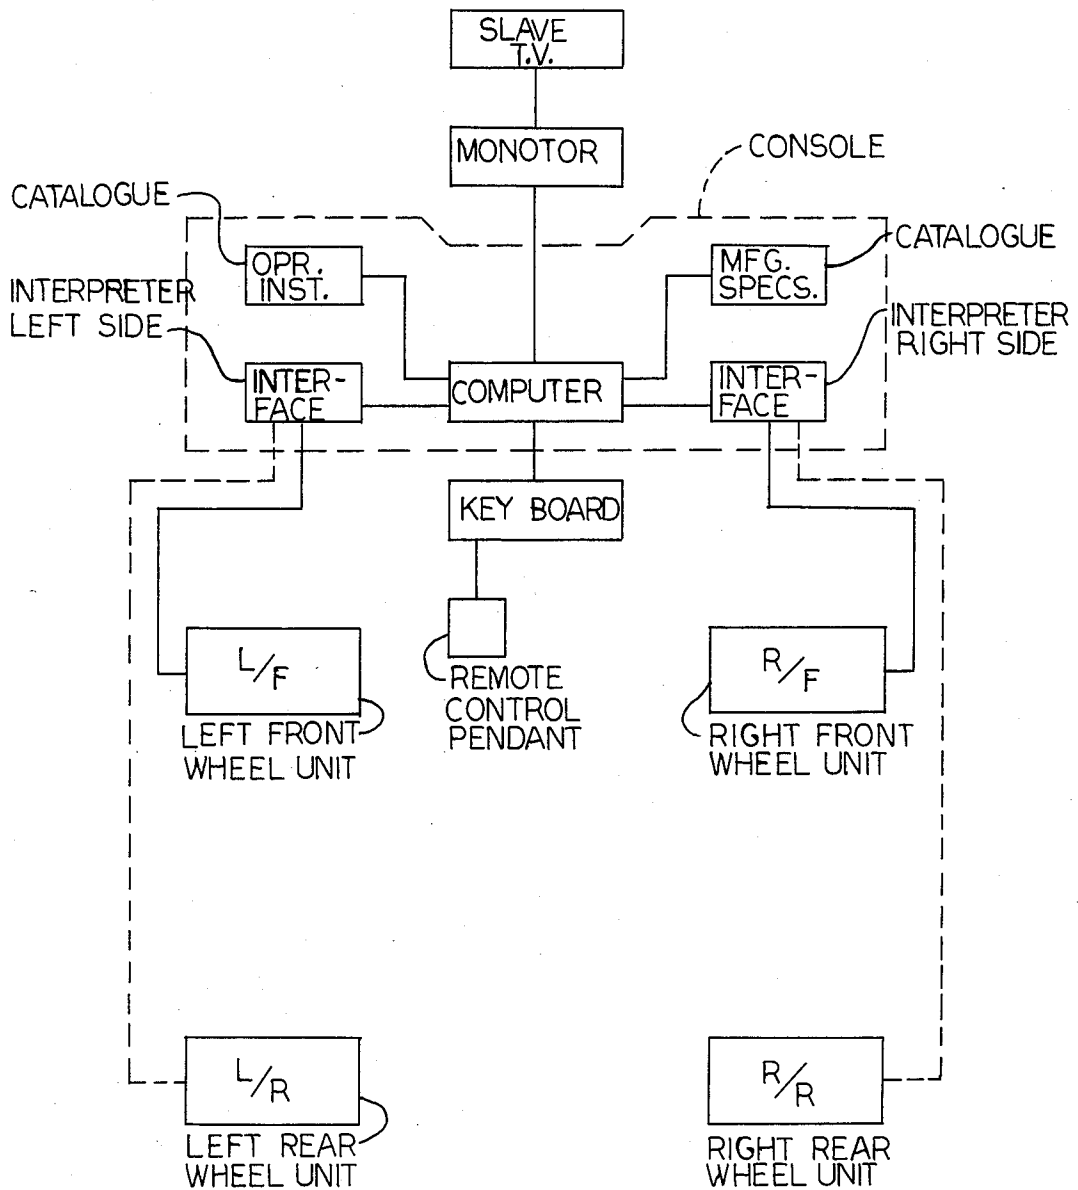 SLAVE
T.V.
MONOTOR
CONSOLE
CATALOGUE
CATALOGUE
OPR.
INST.
MFG.
SPECS.
INTERPRETER
LEFT SIDE
INTERPRETER
RIGHT SIDE
INTER-
FACE
COMPUTER
INTER-
FACE
KEY BOARD
L/F
R/F
REMOTE
CONTROL
PENDANT
LEFT FRONT
WHEEL UNIT
RIGHT FRONT
WHEEL UNIT
L/R
R/R
LEFT REAR
WHEEL UNIT
RIGHT REAR
WHEEL UNIT